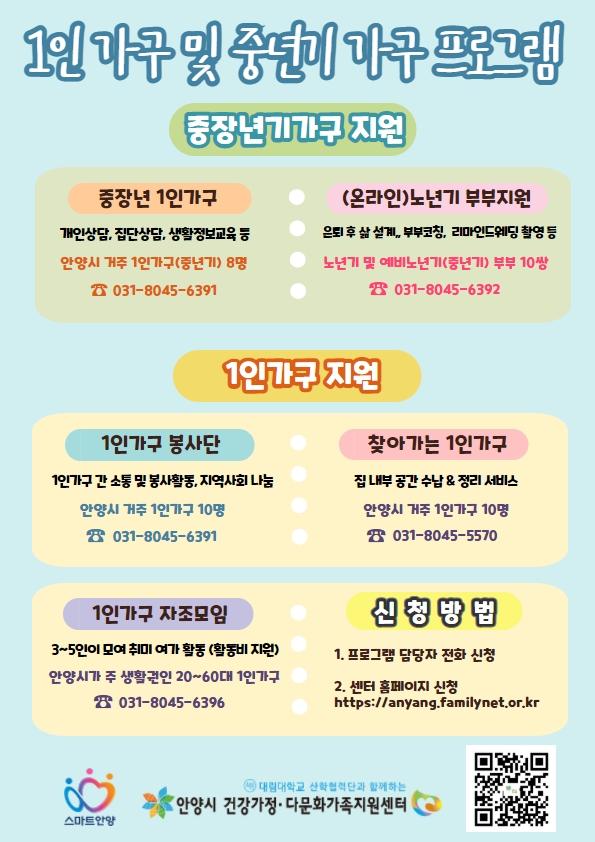 1인 가구 및 중년기 가구 프로그램
중장년기가구 지원
중장년 1인가구
개인상담, 집단상담, 생활정보교육 등
안양시 거주 1인가구(중년기) 8명
☎ 031-8045-6391
(온라인)노년기 부부지원
은퇴 후 삶 설계,, 부부코칭, 리마인드웨딩 촬영 등
노년기 및 예비노년기(중년기) 부부 10쌍
☎ 031-8045-6392
1인가구 지원
1인가구 봉사단
1인가구 간 소통 및 봉사활동, 지역사회 나눔
안양시 거주 1인가구 10명
☎ 031-8045-6391
찾아가는 1인가구
집 내부 공간 수납 & 정리 서비스
안양시 거주 1인가구 10명
☎ 031-8045-5570
1인가구 자조모임
3~5인이 모여 취미 여가 활동 (활동비 지원)
안양시가 주 생활권인 20~60대 1인가구
☎ 031-8045-6396
신 청 방 법
1. 프로그램 담당자 전화 신청
2. 센터 홈페이지 신청
https://anyang.familynet.or.kr
스마트안양
대림대학교 산학협력단과 함께하는
안양시 건강가정·다문화가족지원센터